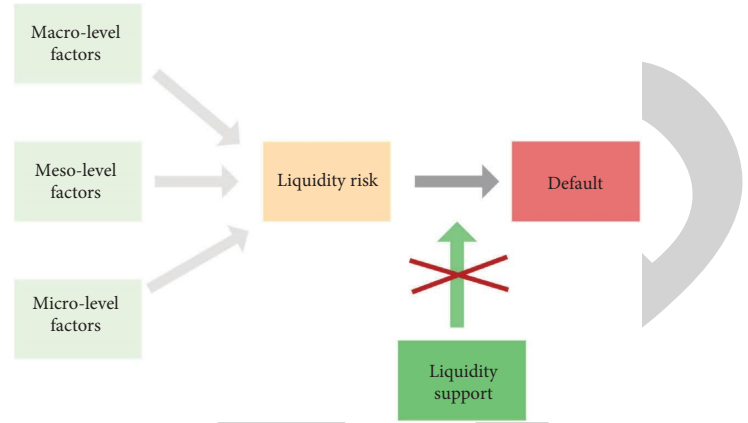 Macro-level
factors
Meso-level
factors
Liquidity risk
Default
Micro-level
factors
Liquidity
support